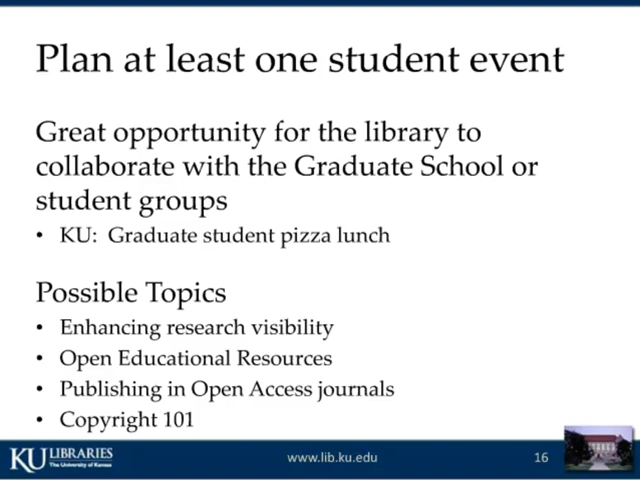 Plan at least one student event
Great opportunity for the library to
collaborate with the Graduate School or
student groups
• KU: Graduate student pizza lunch
Possible Topics
• Enhancing research visibility
• Open Educational Resources
• Publishing in Open Access journals
• Copyright 101
KU LIBRARIES
The University of Kansas
www.lib.ku.edu
16